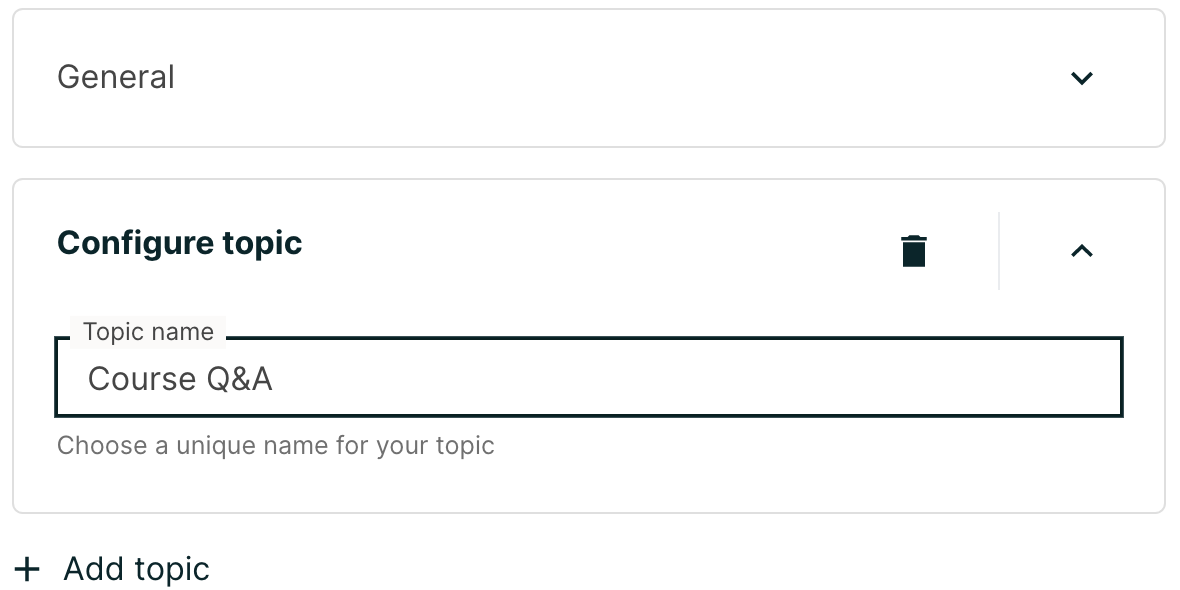 General
Configure topic
Topic name
Course Q&A
Choose a unique name for your topic
+ Add topic